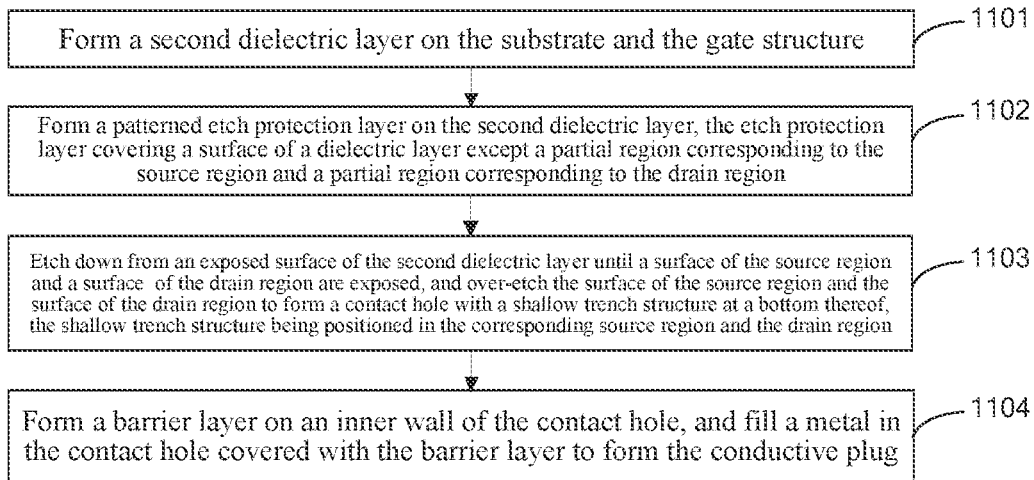 Form a second dielectric layer on the substrate and the gate structure
1101
Form a patterned etch protection layer on the second dielectric layer, the etch protection
layer covering a surface of a dielectric layer except a partial region corresponding to the
source region and a partial region corresponding to the drain region
1102
Etch down from an exposed surface of the second dielectric layer until a surface of the source region
and a surface of the drain region are exposed, and over-etch the surface of the source region and the
surface of the drain region to form a contact hole with a shallow trench structure at a bottom thereof,
the shallow trench structure being positioned in the corresponding source region and the drain region
1103
Form a barrier layer on an inner wall of the contact hole, and fill a metal in
the contact hole covered with the barrier layer to form the conductive plug
1104